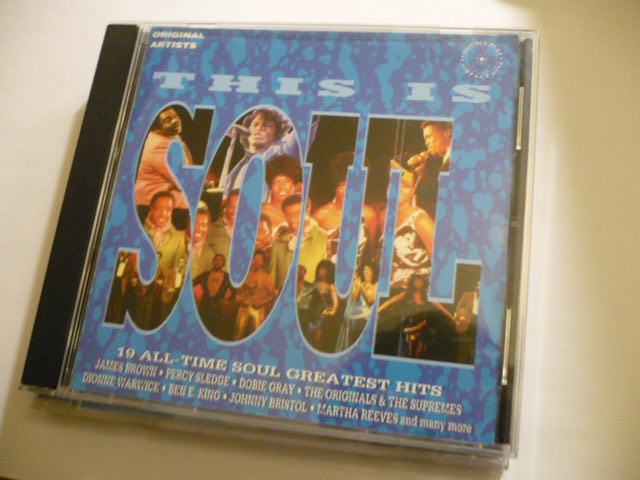 ORIGINAL
ARTISTS
THIS IS
SOUL
19 ALL-TIME SOUL GREATEST HITS
JAMES BROWN • PERCY SLEDGE • DOBIE GRAY • THE ORIGINALS & THE SUPREMES
DIONNE WARWICK • BEN E. KING • JOHNNY BRISTOL • MARTHA REEVES and many more